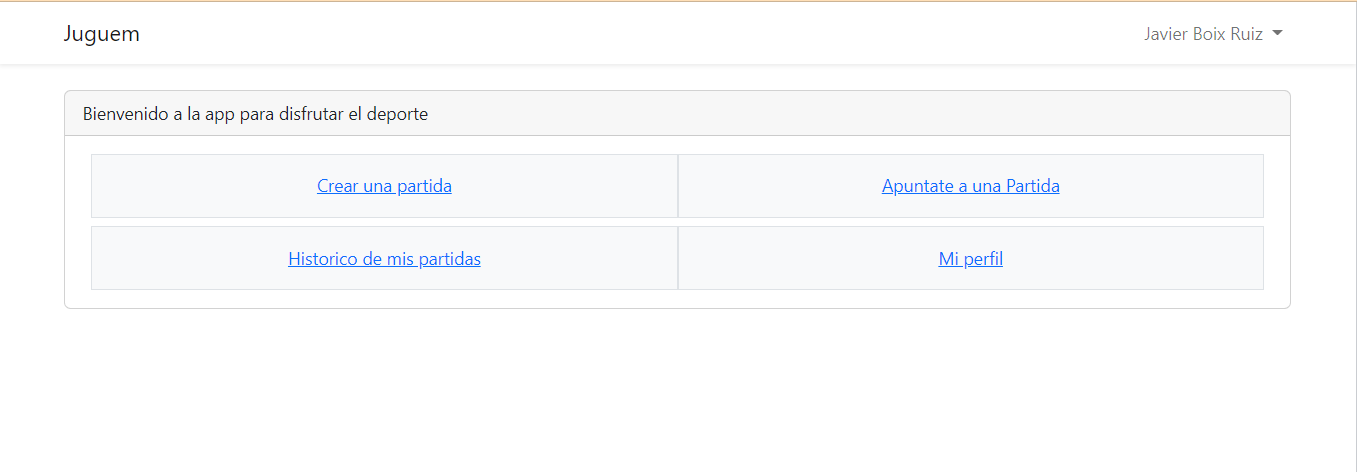 Juguem
Javier Boix Ruiz
Bienvenido a la app para disfrutar el deporte
Crear una partida
Apuntate a una Partida
Historico de mis partidas
Mi perfil